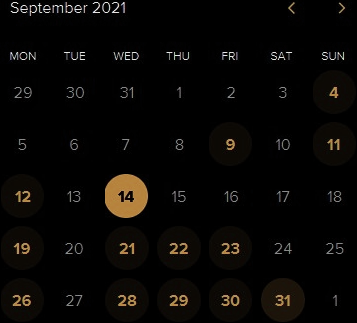 September 2021
MON TUE WED THU FRI SAT SUN
29 30 31 1 2 3 4
5 6 7 8 9 10 11
12 13 14 15 16 17 18
19 20 21 22 23 24 25
26 27 28 29 30 31 1